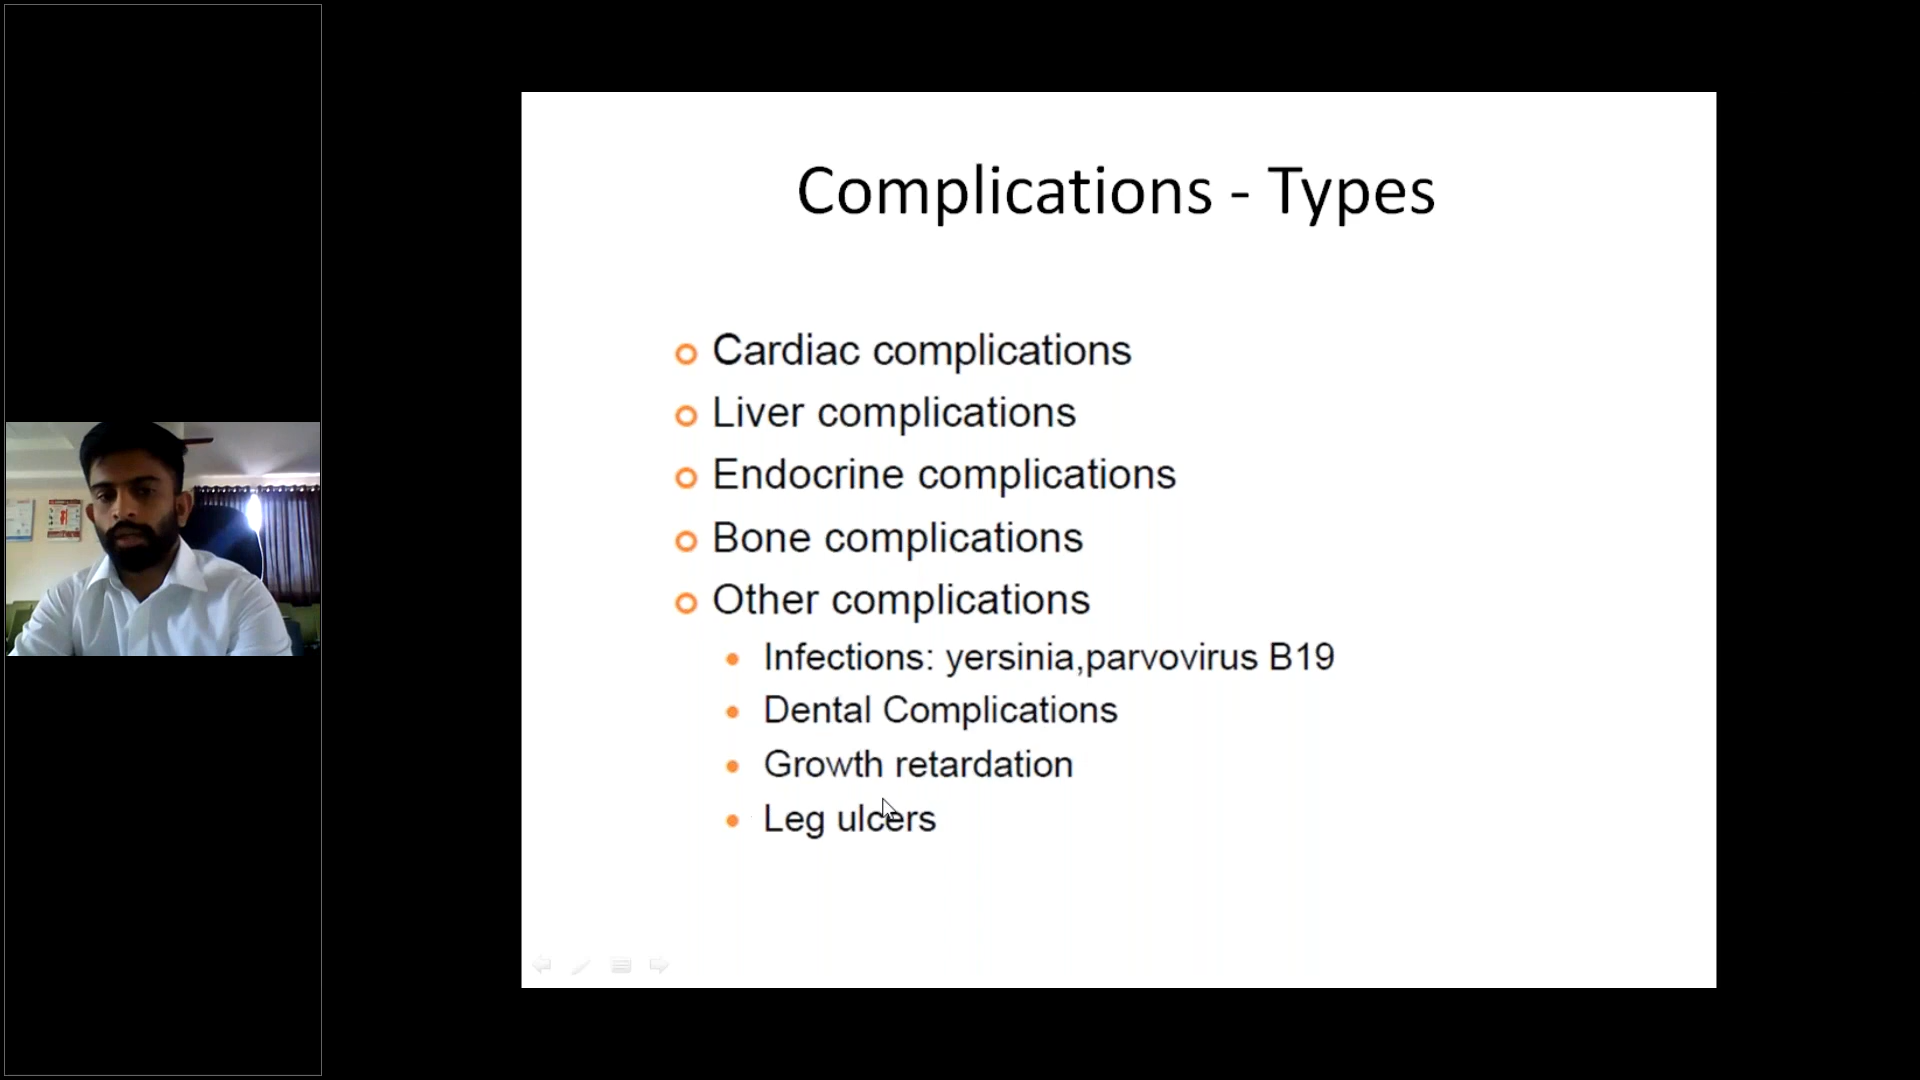 Complications - Types
Cardiac complications
Liver complications
Endocrine complications
Bone complications
Other complications
Infections: yersinia,parvovirus B19
Dental Complications
Growth retardation
Leg ulcers